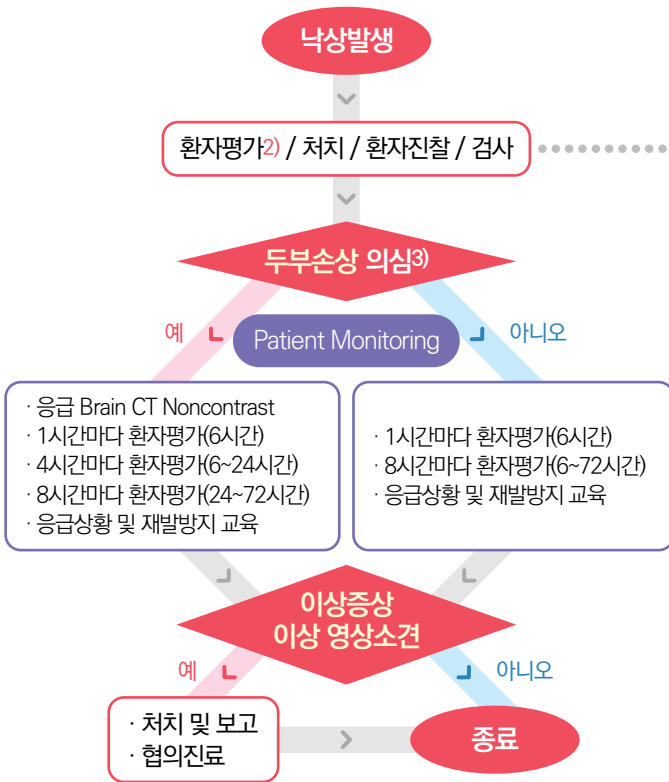 낙상발생
환자평가2) / 처치 / 환자진찰 / 검사
두부손상 의심3)
예
Patient Monitoring
아니오
· 응급 Brain CT Noncontrast
· 1시간마다 환자평가(6시간)
· 4시간마다 환자평가(6~24시간)
· 8시간마다 환자평가(24~72시간)
· 응급상황 및 재발방지 교육
· 1시간마다 환자평가(6시간)
· 8시간마다 환자평가(6~72시간)
· 응급상황 및 재발방지 교육
이상증상
이상 영상소견
예
아니오
· 처치 및 보고
· 협의진료
종료